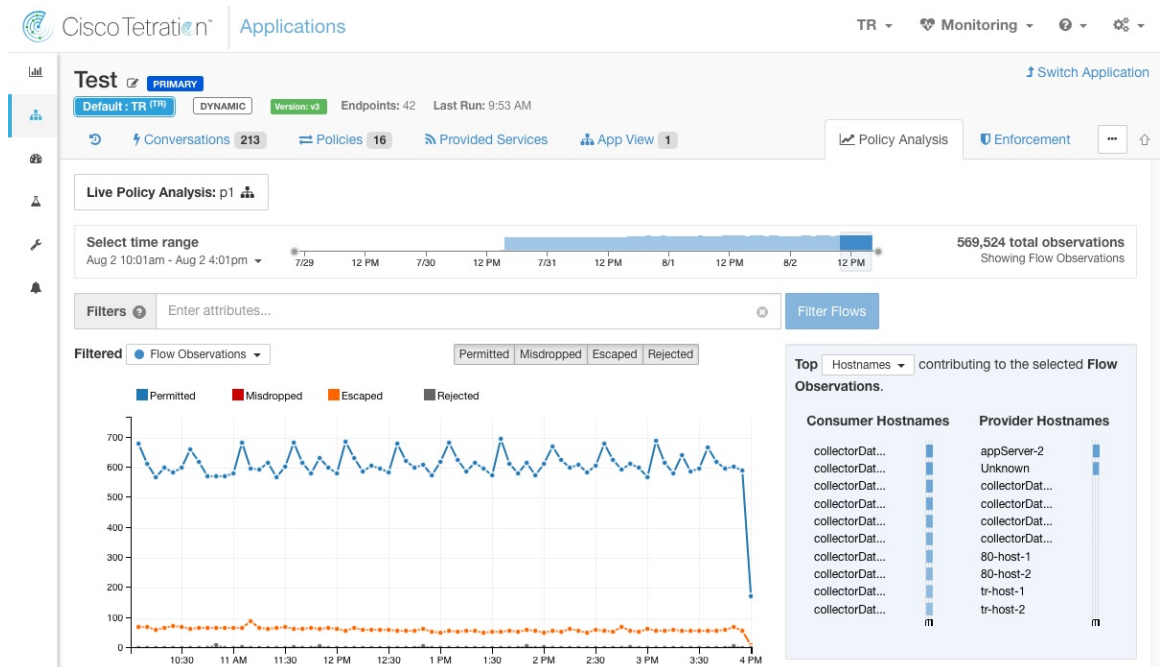 Cisco Tetration™ Applications TR Monitoring ?
Test PRIMARY Switch Application
Default : TR (TR) DYNAMIC Version: v3 Endpoints: 42 Last Run: 9:53 AM
Conversations 213 Policies 16 Provided Services App View 1 Policy Analysis Enforcement ...
Live Policy Analysis: p1
Select time range
Aug 2 10:01am - Aug 2 4:01pm
7/29 12 PM 7/30 12 PM 7/31 12 PM 8/1 12 PM 8/2 12 PM
569,524 total observations
Showing Flow Observations
Filters ? Enter attributes... Filter Flows
Filtered Flow Observations Permitted Misdropped Escaped Rejected
Permitted Misdropped Escaped Rejected
700
600
500
400
300
200
100
0
10:30 11 AM 11:30 12 PM 12:30 1 PM 1:30 2 PM 2:30 3 PM 3:30 4 PM
Top Hostnames contributing to the selected Flow
Observations.
Consumer Hostnames Provider Hostnames
collectorDat... appServer-2
collectorDat... Unknown
collectorDat... collectorDat...
collectorDat... collectorDat...
collectorDat... collectorDat...
collectorDat... collectorDat...
collectorDat... 80-host-1
collectorDat... 80-host-2
collectorDat... tr-host-1
collectorDat... tr-host-2